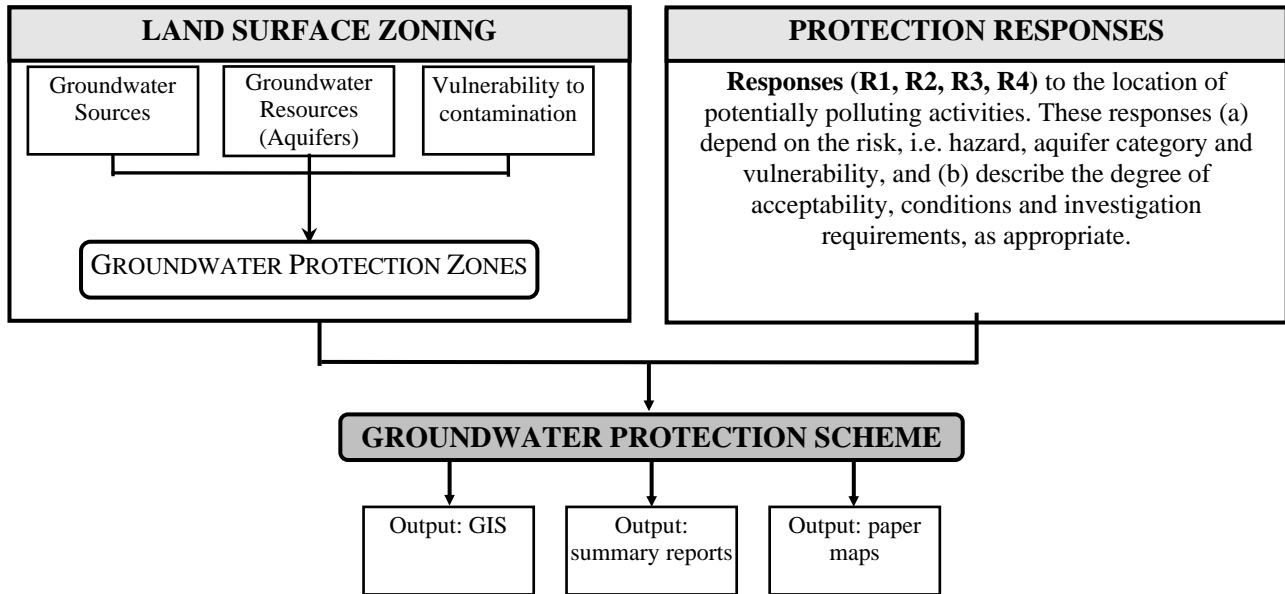 LAND SURFACE ZONING
Groundwater
Sources
Groundwater
Resources
(Aquifers)
Vulnerability to
contamination
GROUNDWATER PROTECTION ZONES
PROTECTION RESPONSES
Responses (R1, R2, R3, R4) to the location of
potentially polluting activities. These responses (a)
depend on the risk, i.e. hazard, aquifer category and
vulnerability, and (b) describe the degree of
acceptability, conditions and investigation
requirements, as appropriate.
GROUNDWATER PROTECTION SCHEME
Output: GIS
Output:
summary reports
Output: paper
maps